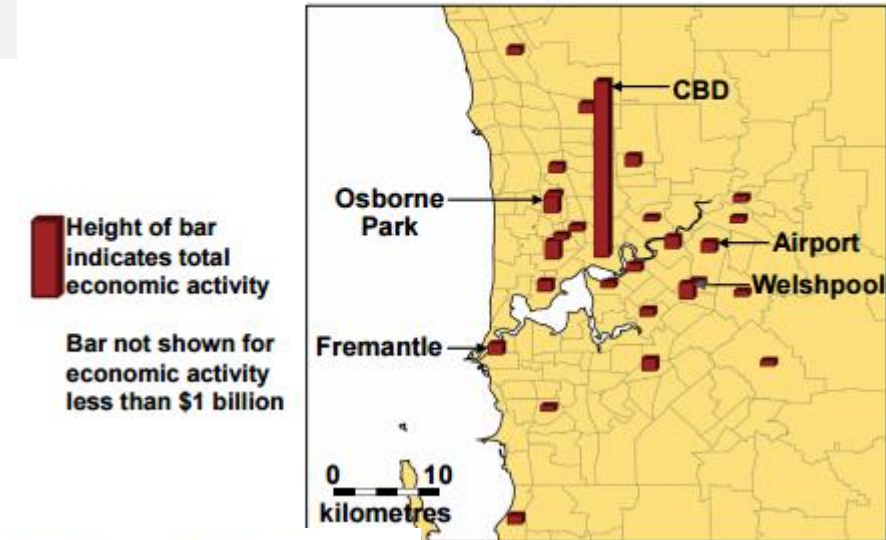 Height of bar
indicates total
economic activity
Bar not shown for
economic activity
less than $1 billion
CBD
Osborne
Park
Airport
Welshpool
Fremantle
0 10
kilometres